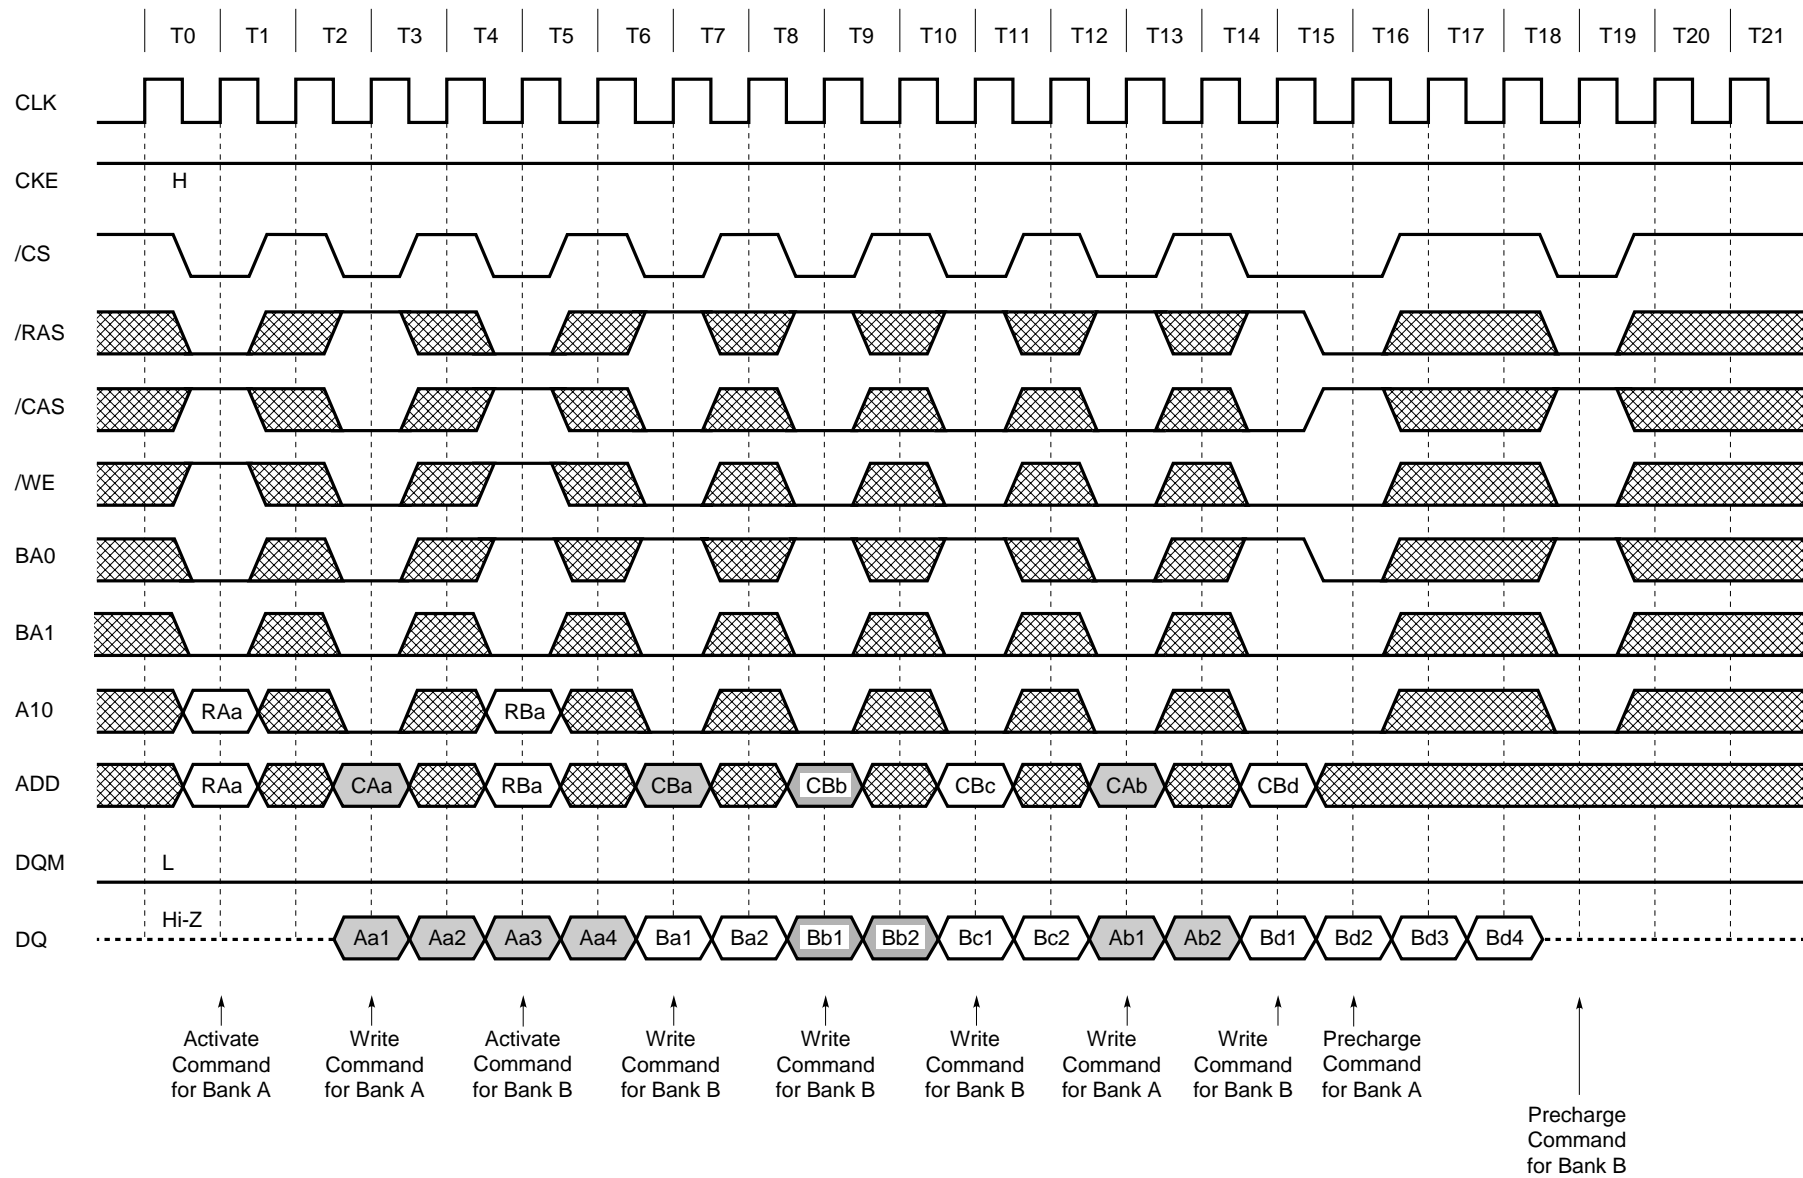 T0 T1 T2 T3 T4 T5 T6 T7 T8 T9 T10 T11 T12 T13 T14 T15 T16 T17 T18 T19 T20 T21
CLK
CKE H
/CS
/RAS
/CAS
/WE
BA0
BA1
A10 RAa RBa
ADD RAa CAa RBa CBa CBb CBc CAb CBd
DQM L
Hi-Z
DQ Aa1 Aa2 Aa3 Aa4 Ba1 Ba2 Bb1 Bb2 Bc1 Bc2 Ab1 Ab2 Bd1 Bd2 Bd3 Bd4
Activate
Command
for Bank A
Write
Command
for Bank A
Activate
Command
for Bank B
Write
Command
for Bank B
Write
Command
for Bank B
Write
Command
for Bank B
Write
Command
for Bank A
Write
Command
for Bank B
Precharge
Command
for Bank A
Precharge
Command
for Bank B